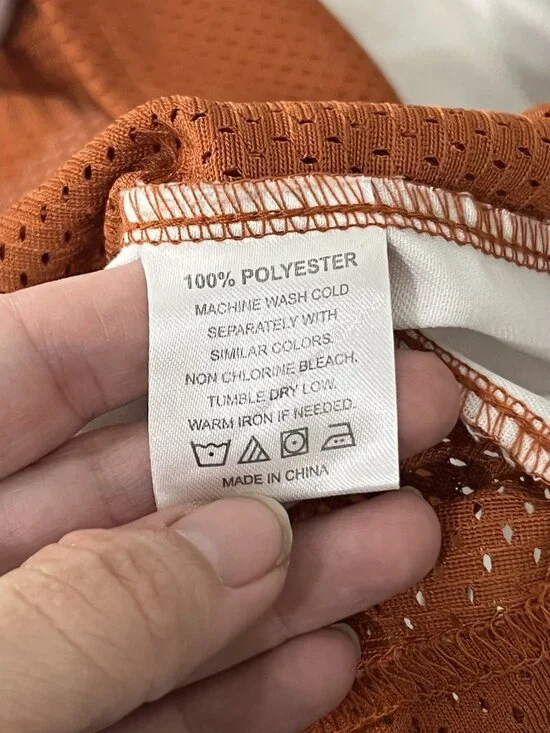 100% POLYESTER
MACHINE WASH COLD
SEPARATELY WITH
SIMILAR COLORS.
NON CHLORINE BLEACH.
TUMBLE DRY LOW.
WARM IRON IF NEEDED.
MADE IN CHINA